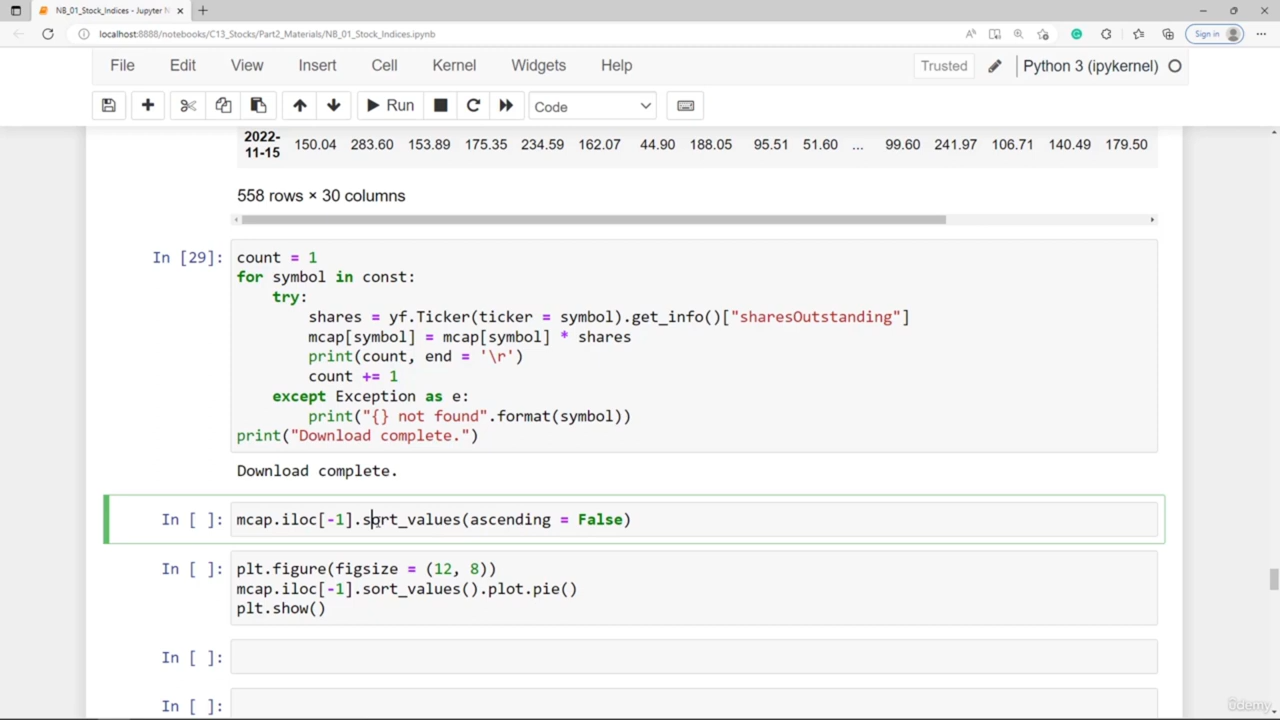 NB_01_Stock_Indices - Jupyter N
localhost:8888/notebooks/C13_Stocks/Part2_Materials/NB_01_Stock_Indices.ipynb
Sign in
File Edit View Insert Cell Kernel Widgets Help Trusted Python 3 (ipykernel)
Run Code
2022-
11-15 150.04 283.60 153.89 175.35 234.59 162.07 44.90 188.05 95.51 51.60 ... 99.60 241.97 106.71 140.49 179.50
558 rows × 30 columns
In [29]: count = 1
for symbol in const:
try:
shares = yf.Ticker(ticker = symbol).get_info()["sharesOutstanding"]
mcap[symbol] = mcap[symbol] * shares
print(count, end = '\r')
count += 1
except Exception as e:
print("{} not found".format(symbol))
print("Download complete.")
Download complete.
In [ ]: mcap.iloc[-1].sort_values(ascending = False)
In [ ]: plt.figure(figsize = (12, 8))
mcap.iloc[-1].sort_values().plot.pie()
plt.show()
In [ ]:
In [ ]:
ûdemy